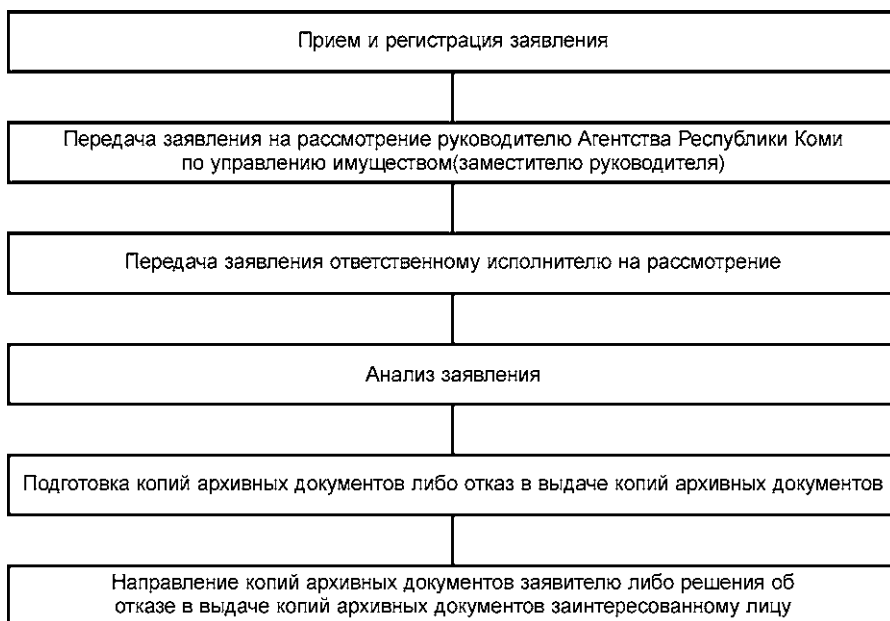 Прием и регистрация заявления
Передача заявления на рассмотрение руководителю Агентства Республики Коми
по управлению имуществом(заместителю руководителя)
Передача заявления ответственному исполнителю на рассмотрение
Анализ заявления
Подготовка копий архивных документов либо отказ в выдаче копий архивных документов
Направление копий архивных документов заявителю либо решения об
отказе в выдаче копий архивных документов заинтересованному лицу